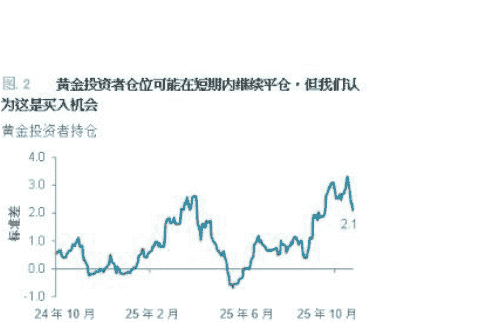 图. 2 黄金投资者仓位可能在短期内继续平仓，但我们认
为这是买入机会
黄金投资者持仓
4.0
3.0
2.0
1.0
0.0
-1.0
标准差
2.1
24 年 10 月 25 年 2 月 25 年 6 月 25 年 10 月